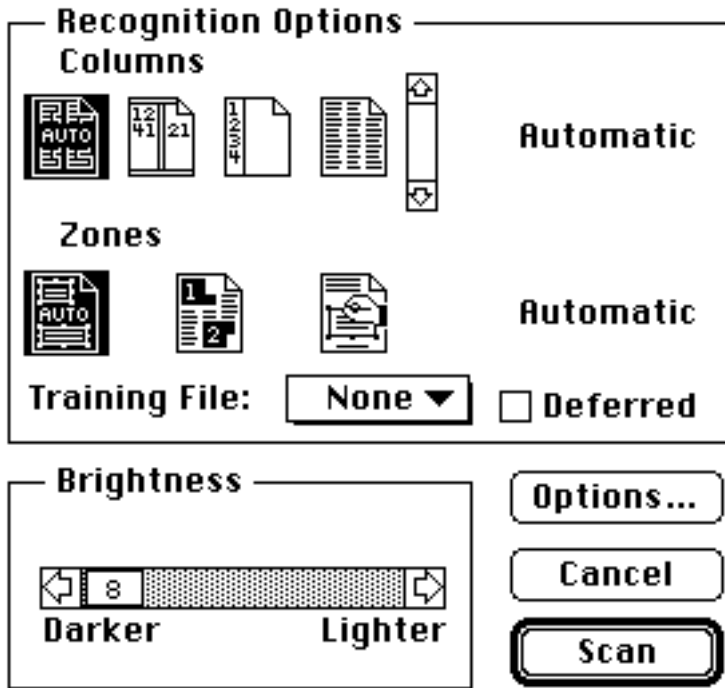 Recognition Options
Columns
AUTO
12
41 21
1
2
3
4
Automatic
Zones
AUTO
1
2
Automatic
Training File: None Deferred
Brightness
8
Darker Lighter
Options...
Cancel
Scan